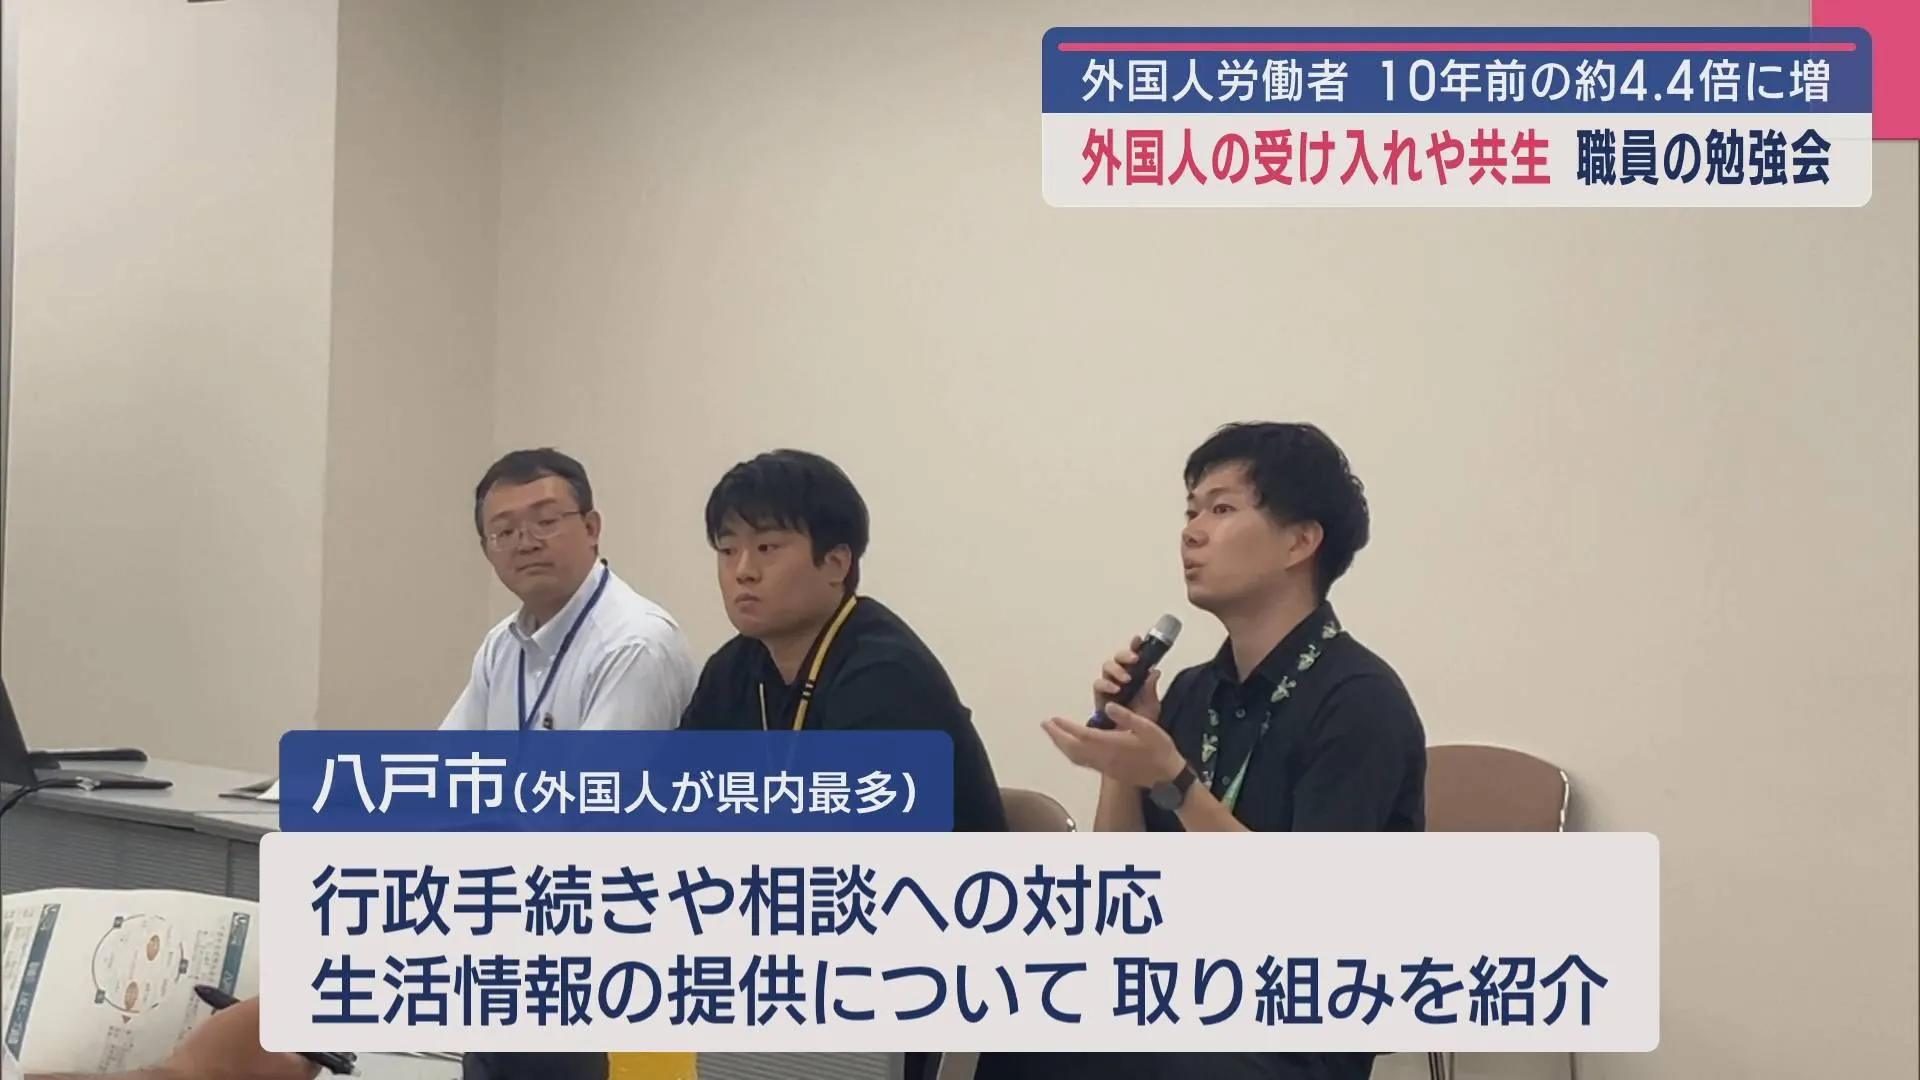 外国人労働者 10年前の約4.4倍に増
外国人の受け入れや共生 職員の勉強会
八戸市(外国人が県内最多)
行政手続きや相談への対応
生活情報の提供について 取り組みを紹介